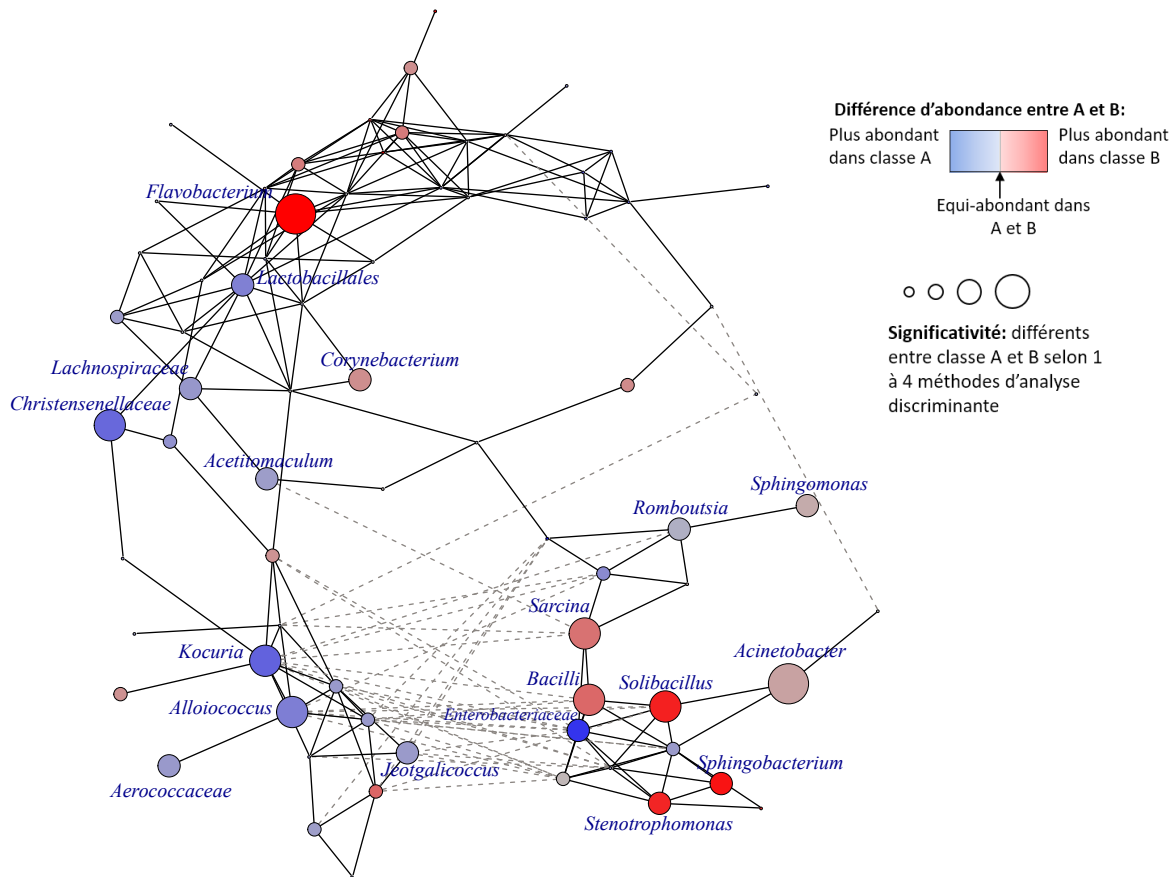 Différence d'abondance entre A et B:
Plus abondant
dans classe A
Plus abondant
dans classe B
Equi-abondant dans
A et B
Significativité: différents
entre classe A et B selon 1
à 4 méthodes d'analyse
discriminante
Flavobacterium
Lactobacillales
Corynebacterium
Lachnospiraceae
Christensenellaceae
Acetitomaculum
Sphingomonas
Romboutsia
Sarcina
Kocuria
Acinetobacter
Bacilli
Solibacillus
Alloiococcus
Enterobacteriaceae
Jeotgalicoccus
Sphingobacterium
Aerococcaceae
Stenotrophomonas